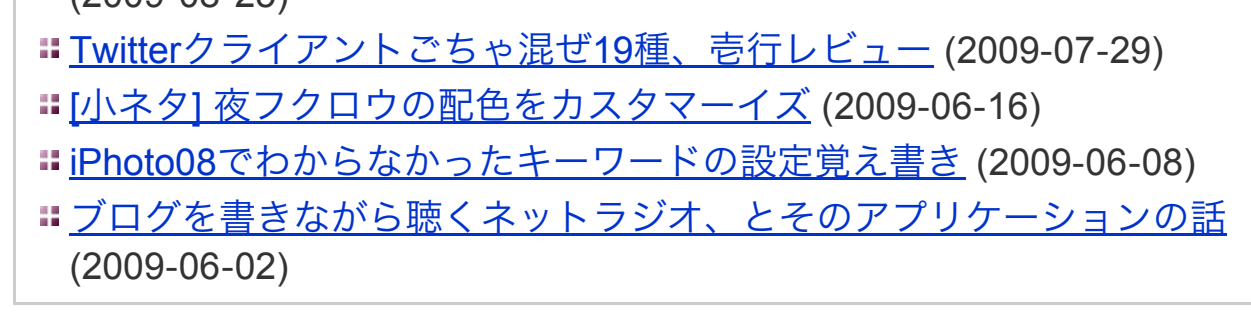 (2009-08-28)
Twitterクライアントごちゃ混ぜ19種、壱行レビュー (2009-07-29)
[小ネタ] 夜フクロウの配色をカスタマーイズ (2009-06-16)
iPhoto08でわからなかったキーワードの設定覚え書き (2009-06-08)
ブログを書きながら聴くネットラジオ、とそのアプリケーションの話
(2009-06-02)